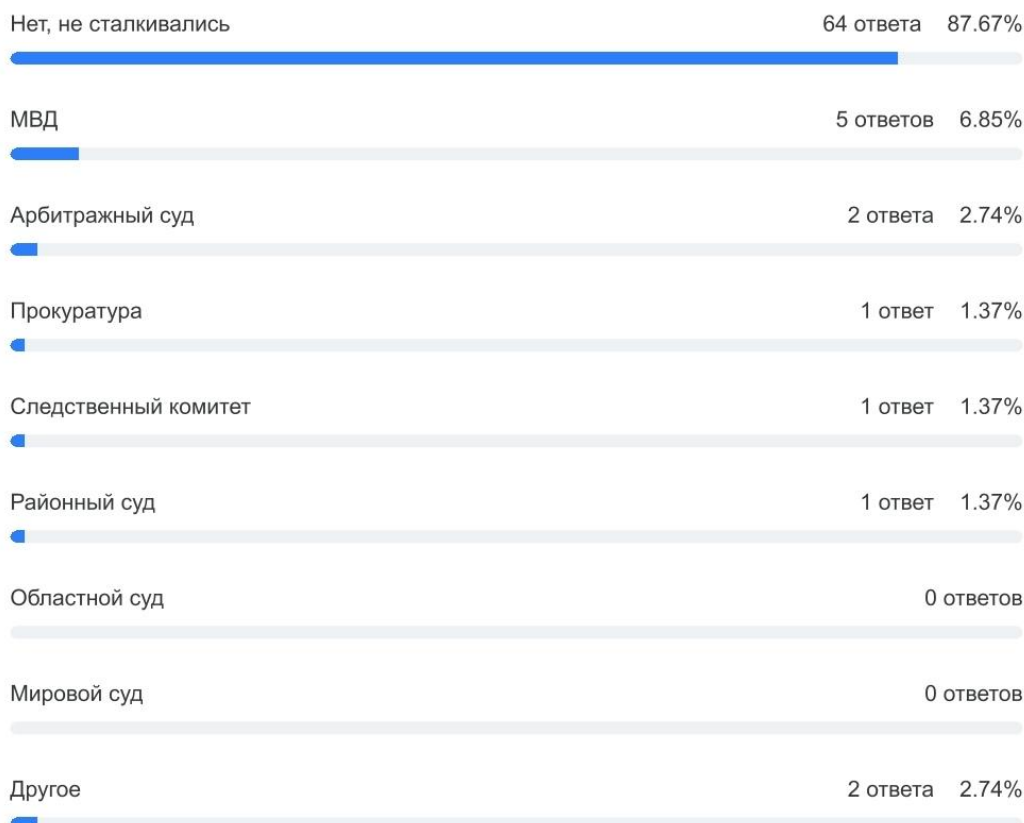 Нет, не сталкивались 64 ответа 87.67%
МВД 5 ответов 6.85%
Арбитражный суд 2 ответа 2.74%
Прокуратура 1 ответ 1.37%
Следственный комитет 1 ответ 1.37%
Районный суд 1 ответ 1.37%
Областной суд 0 ответов
Мировой суд 0 ответов
Другое 2 ответа 2.74%